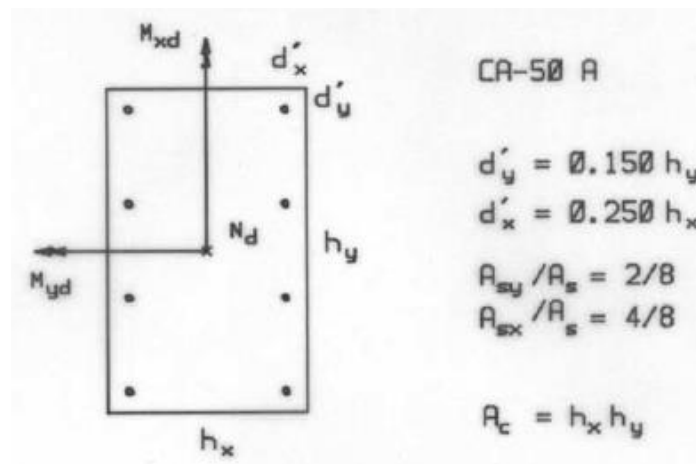 Mxd
d′x
d′y
CA-50 A
d′y = 0.150 hy
d′x = 0.250 hx
Nd
hy
Myd
Asy/As = 2/8
Asx/As = 4/8
hx
Ac = hx hy